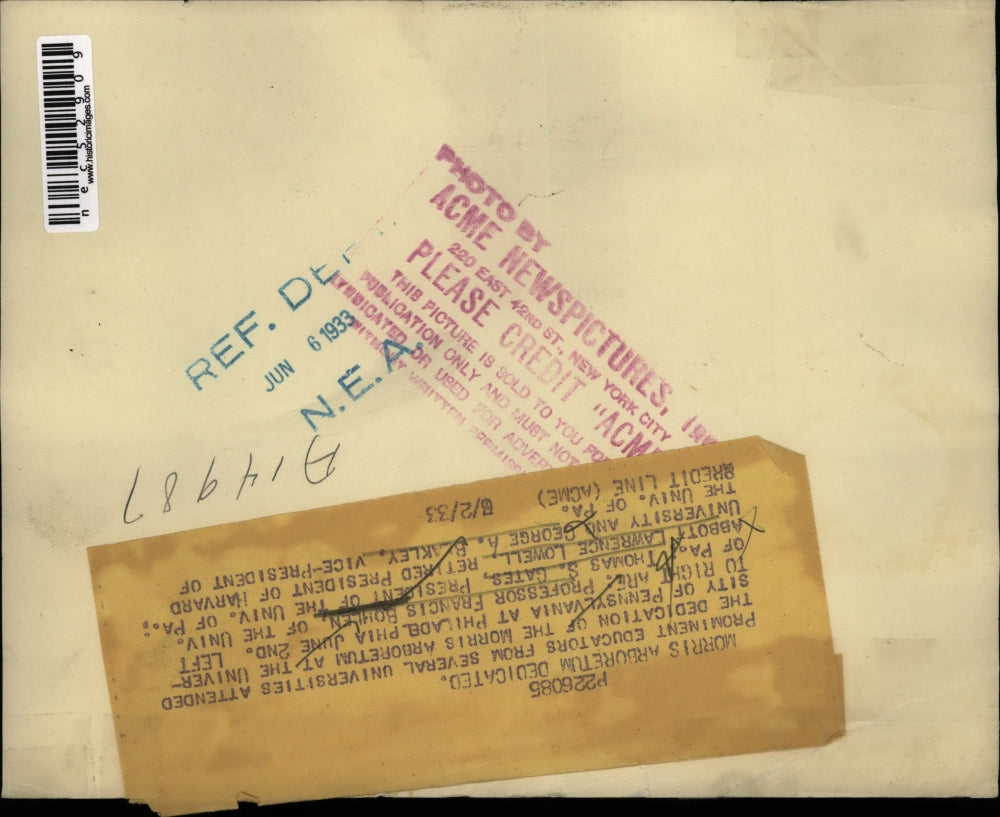 n e c 5 2 9 0 9
www.historicimages.com
PHOTO BY
ACME NEWSPICTURES,
220 EAST 42ND ST. NEW YORK CITY
PLEASE CREDIT "ACM
THIS PICTURE IS SOLD TO YOU FOR
PUBLICATION ONLY AND MUST NOT
SYNDICATED OR USED FOR ADVER
WRITTEN
REF. DE
JUN 6 1933
N.E.A.
A14987
P226085
MORRIS ARBORETUM DEDICATED.
PROMINENT EDUCATORS FROM SEVERAL UNIVERSITIES ATTENDED
THE DEDICATION OF THE MORRIS ARBORETUM AT THE UNIVER-
SITY OF PENNSYLVANIA AT PHILADELPHIA JUNE 2ND. LEFT
TO RIGHT ARE PROFESSOR FRANCIS BOHLEN, OF THE UNIV.
OF PA.; THOMAS S. GATES, PRESIDENT OF THE UNIV. OF PA.;
ABBOTT LAWRENCE LOWELL, RETIRED PRESIDENT OF HARVARD
UNIVERSITY AND GEORGE A. BRAKLEY, VICE-PRESIDENT OF
THE UNIV. OF PA.
CREDIT LINE (ACME) 6/2/33